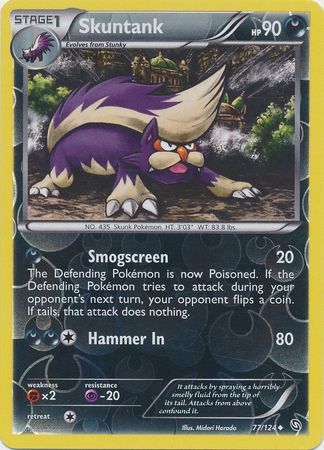 STAGE1
Skuntank
HP 90
Evolves from Stunky
NO. 435 Skunk Pokémon HT: 3'03" WT: 83.8 lbs.
Smogscreen 20
The Defending Pokémon is now Poisoned. If the
Defending Pokémon tries to attack during your
opponent's next turn, your opponent flips a coin.
If tails, that attack does nothing.
Hammer In 80
weakness
×2
resistance
-20
retreat
It attacks by spraying a horribly
smelly fluid from the tip of
its tail. Attacks from above
confound it.
Illus. Midori Harada
77/124